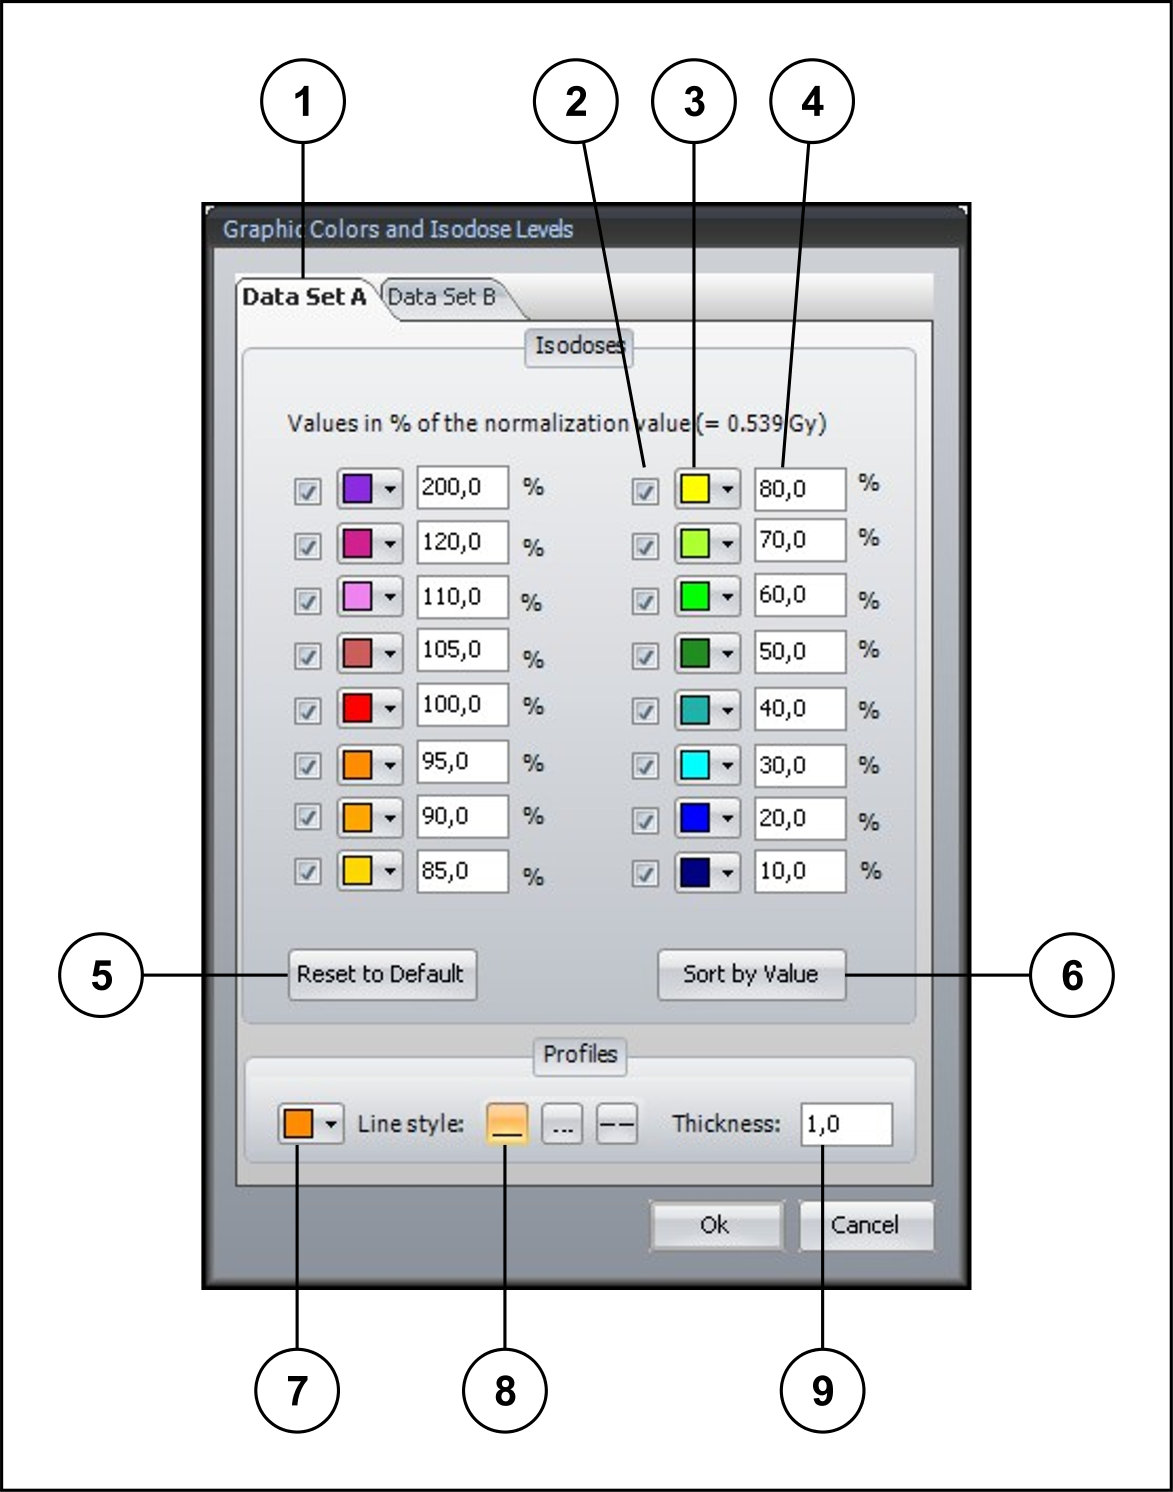 1 2 3 4
Graphic Colors and Isodose Levels
Data Set A Data Set B
Isodoses
Values in % of the normalization value (= 0.539 Gy)
200,0 % 80,0 %
120,0 % 70,0 %
110,0 % 60,0 %
105,0 % 50,0 %
100,0 % 40,0 %
95,0 % 30,0 %
90,0 % 20,0 %
85,0 % 10,0 %
5 Reset to Default Sort by Value 6
Profiles
Line style: ... Thickness: 1,0
Ok Cancel
7 8 9